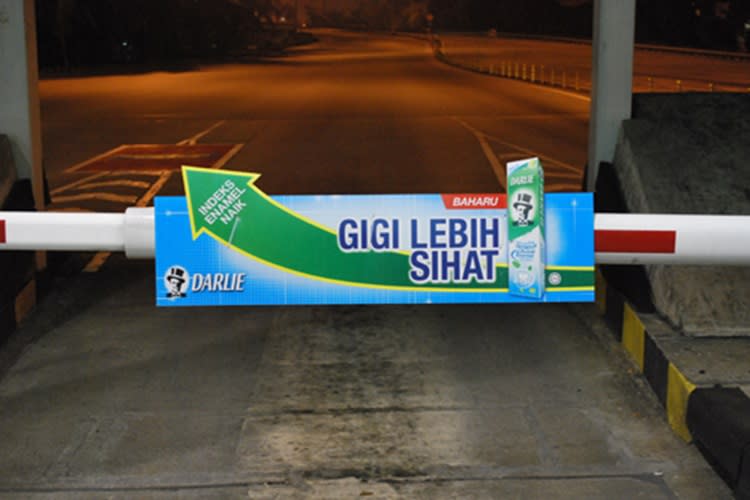 INDEKS
ENAMEL
NAIK
BAHARU
GIGI LEBIH
SIHAT
DARLIE
DARLIE